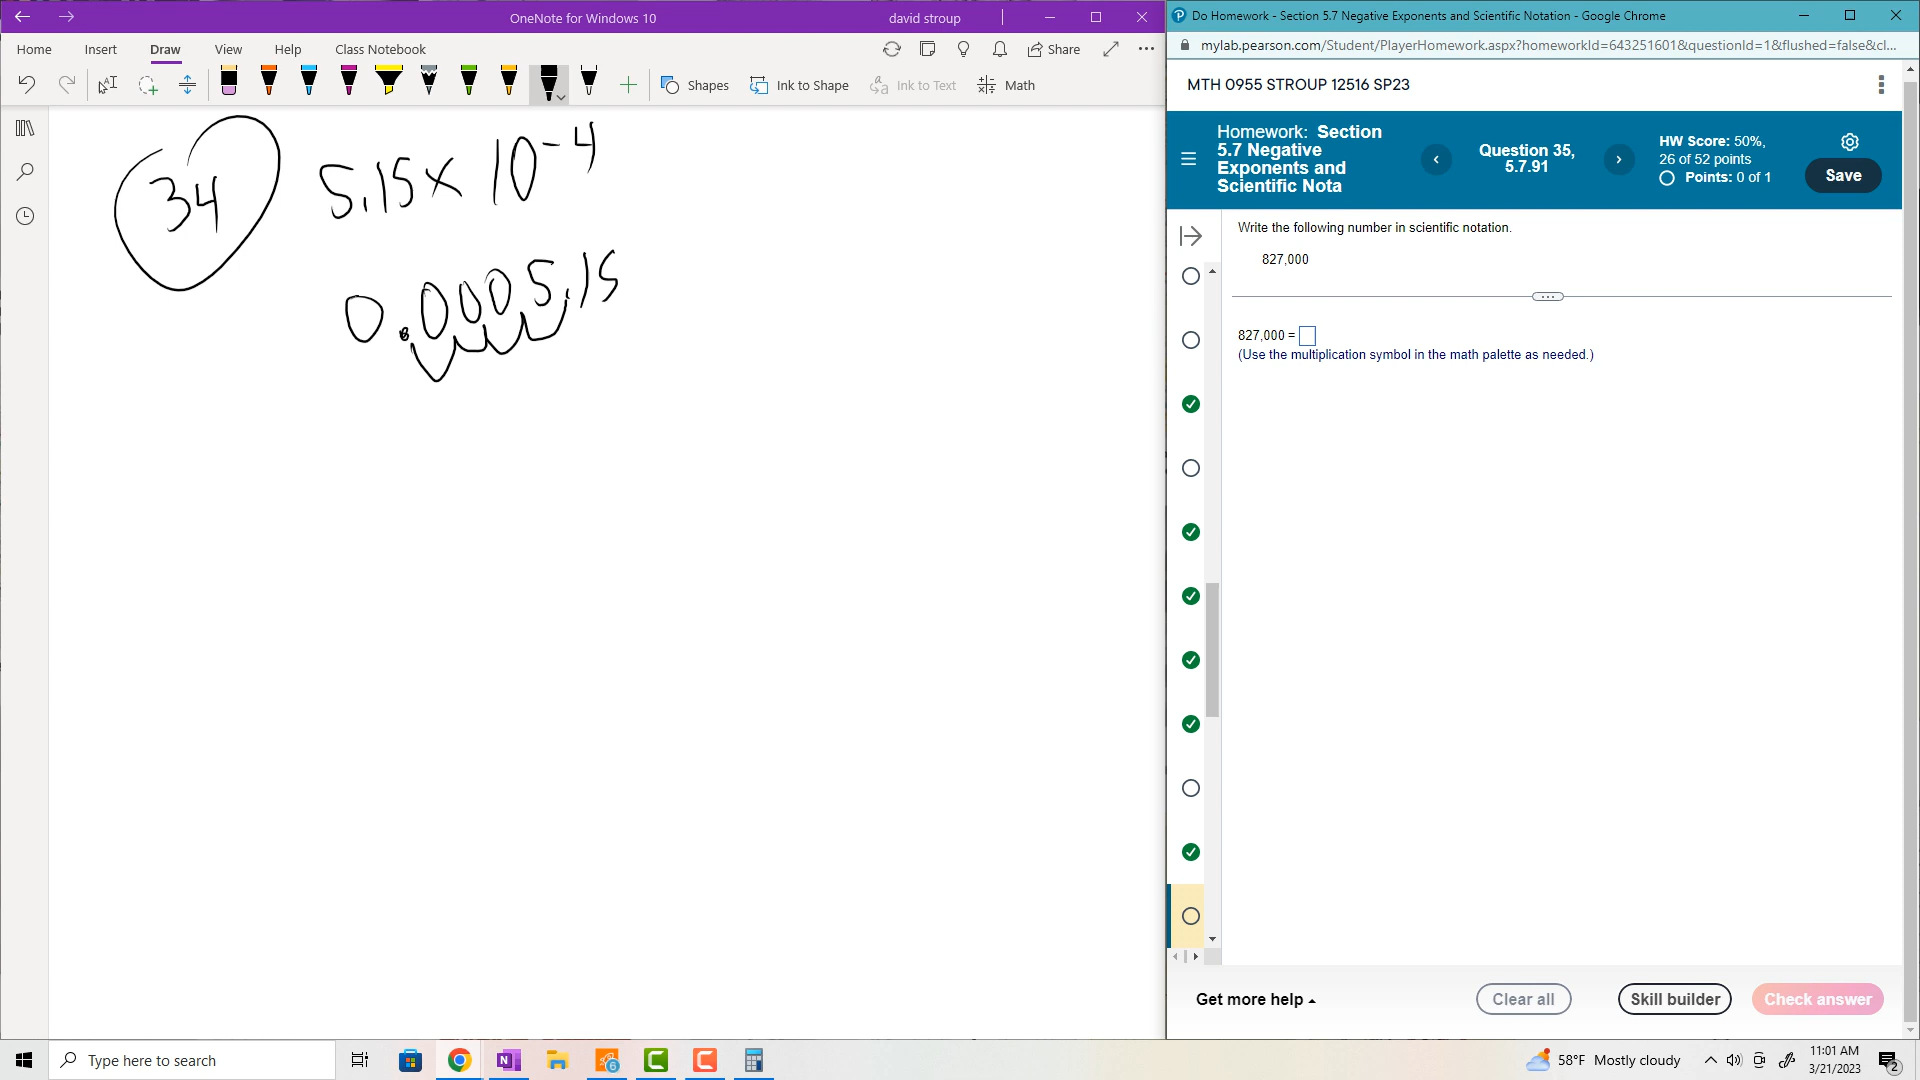 OneNote for Windows 10
david stroup
Home Insert Draw View Help Class Notebook
Share
Shapes
Ink to Shape
Ink to Text
Math
34
5.15 × 10⁻⁴
0.0005.15
Do Homework - Section 5.7 Negative Exponents and Scientific Notation - Google Chrome
mylab.pearson.com/Student/PlayerHomework.aspx?homeworkId=643251601&questionId=1&flushed=false&cl...
MTH 0955 STROUP 12516 SP23
Homework: Section
5.7 Negative
Exponents and
Scientific Nota
Question 35,
5.7.91
HW Score: 50%,
26 of 52 points
Points: 0 of 1
Save
Write the following number in scientific notation.
827,000
827,000 =
(Use the multiplication symbol in the math palette as needed.)
Get more help
Clear all
Skill builder
Check answer
Type here to search
6
58°F Mostly cloudy
11:01 AM
3/21/2023
2